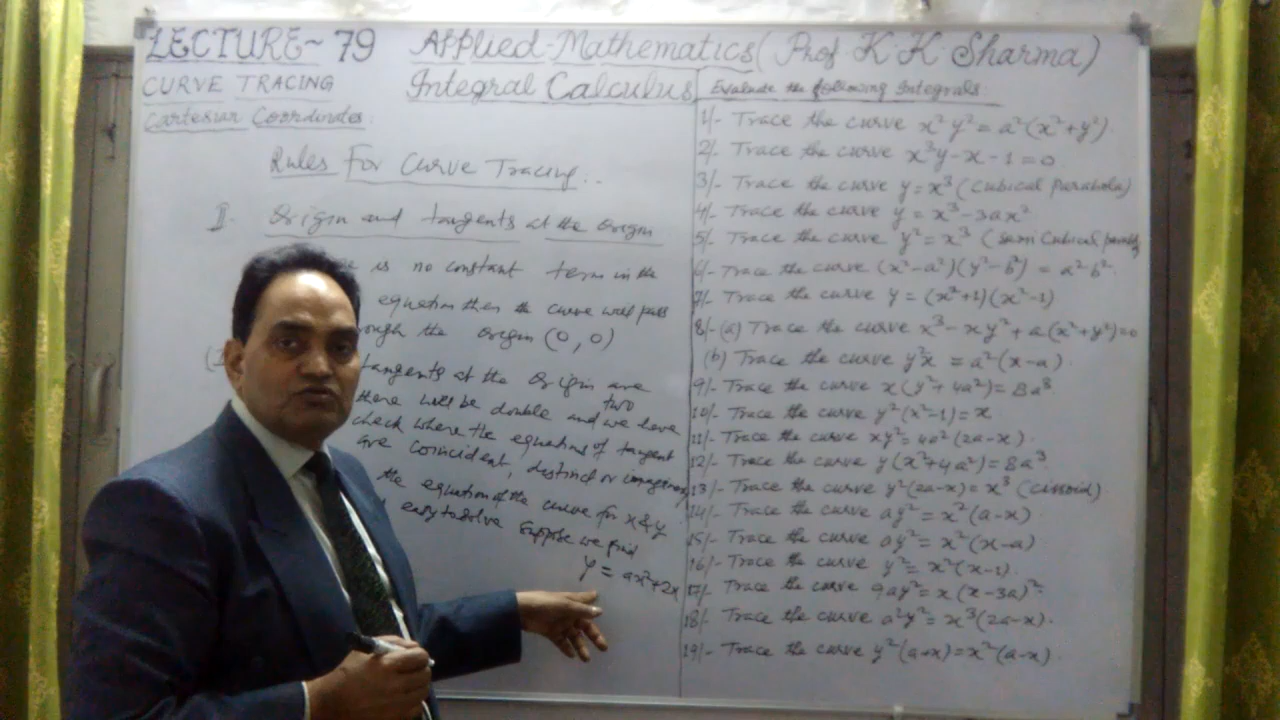 LECTURE~79 Applied-Mathematics (Prof K.K. Sharma)
CURVE TRACING
Integral Calculus
Cartesian Coordinates.
Rules For Curve Tracing..
I. Origin and tangents at the Origin
is no constant term in the
equation then the curve will pass
the Origin (0,0)
tangents at the Origin are
two
there will be double and we have
check where the equations of tangent
are coincident, distinct or
the equation of the curve for x & y
easy to solve suppose we find
y = ax²+2x
Evaluate the following Integrals
1/- Trace the curve x²y² = a²(x²+y²).
2/- Trace the curve x³y-x-1=0.
3/- Trace the curve y=x³ (Cubical Parabola)
4/- Trace the curve y = x³-3ax²
5/- Trace the curve y²=x³ (Semi Cubical
6/- Trace the curve (x²-a²)(y²-b²) = a²b².
7/- Trace the curve y = (x²+1)(x²-1)
8/-(a) Trace the curve x³-xy²+a(x²+y²)=0
(b) Trace the curve y²x = a²(x-a).
9/- Trace the curve x(y²+4a²)=8a³
10/- Trace the curve y²(x²-1)=x
11/- Trace the curve xy²=4a²(2a-x).
12/- Trace the curve y(x²+4a²)=8a³
13/- Trace the curve y²(2a-x)=x³ (cissoid)
14/- Trace the curve ay²=x²(a-x)
15/- Trace the curve ay²=x²(x-a)
16/- Trace the curve y²=x²(x-1).
17/- Trace the curve 9ay²=x(x-3a)².
18/- Trace the curve a²y²=x³(2a-x).
19/- Trace the curve y²(a+x)=x²(a-x)